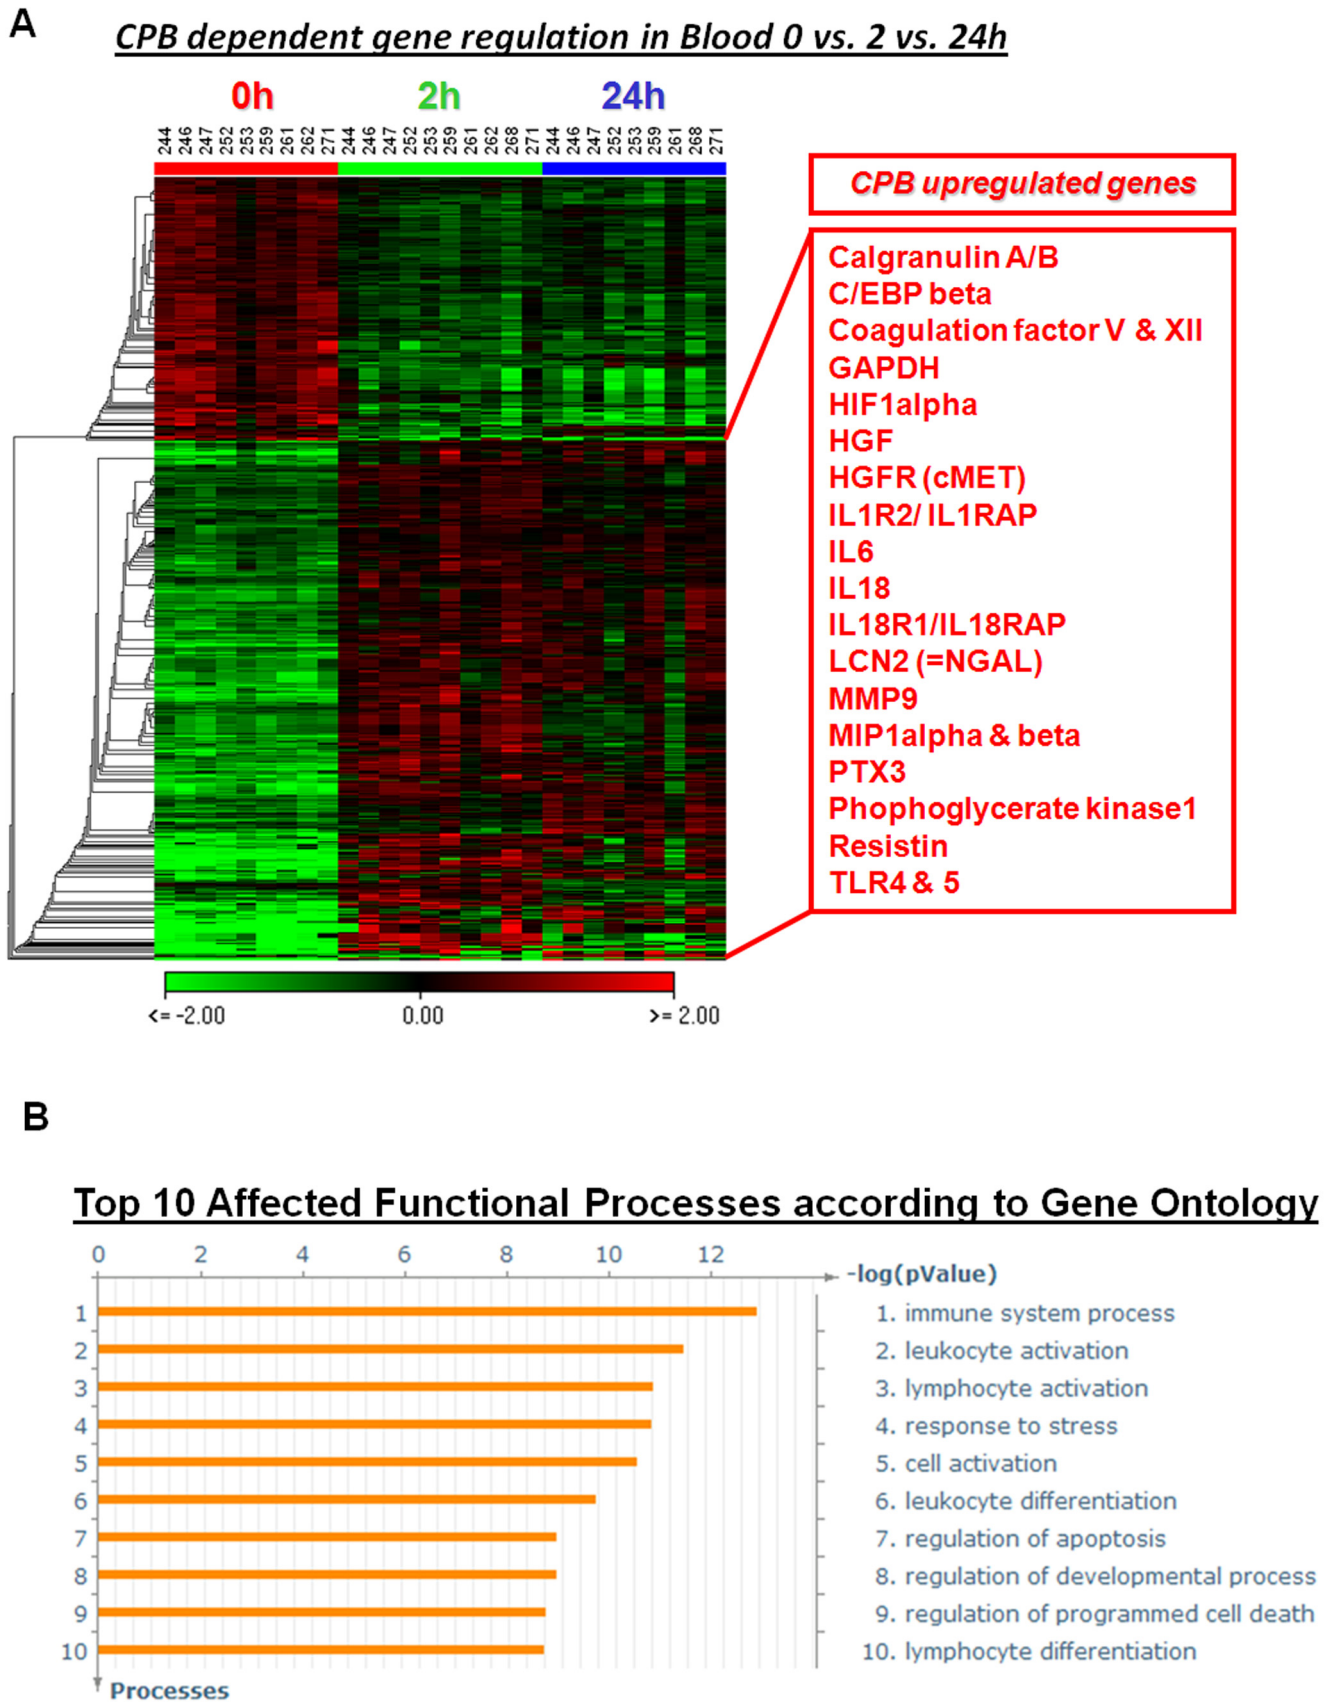 A
CPB dependent gene regulation in Blood 0 vs. 2 vs. 24h
0h 2h 24h
244 246 247 252 253 259 261 262 271 244 246 247 252 253 259 261 262 268 271 244 246 247 252 253 259 261 268 271
CPB upregulated genes
Calgranulin A/B
C/EBP beta
Coagulation factor V & XII
GAPDH
HIF1alpha
HGF
HGFR (cMET)
IL1R2/ IL1RAP
IL6
IL18
IL18R1/IL18RAP
LCN2 (=NGAL)
MMP9
MIP1alpha & beta
PTX3
Phophoglycerate kinase1
Resistin
TLR4 & 5
<= -2.00 0.00 >= 2.00
B
Top 10 Affected Functional Processes according to Gene Ontology
0 2 4 6 8 10 12
-log(pValue)
1 1. immune system process
2 2. leukocyte activation
3 3. lymphocyte activation
4 4. response to stress
5 5. cell activation
6 6. leukocyte differentiation
7 7. regulation of apoptosis
8 8. regulation of developmental process
9 9. regulation of programmed cell death
10 10. lymphocyte differentiation
Processes